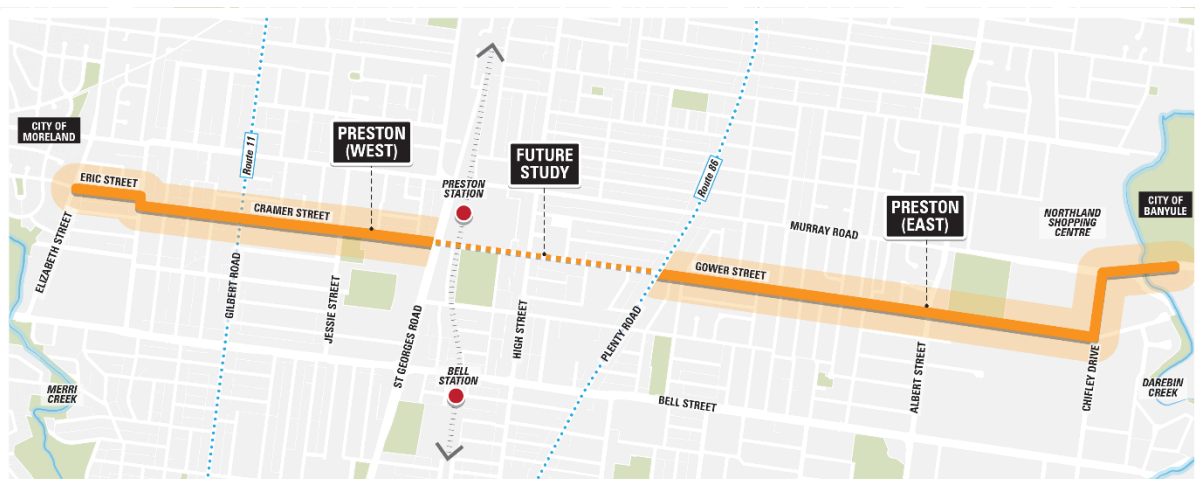 CITY OF
MORELAND
ERIC STREET
ELIZABETH STREET
Route 11
GILBERT ROAD
CRAMER STREET
PRESTON
(WEST)
JESSIE STREET
ST GEORGES ROAD
PRESTON
STATION
BELL
STATION
FUTURE
STUDY
HIGH STREET
Route 86
PLENTY ROAD
GOWER STREET
BELL STREET
MURRAY ROAD
PRESTON
(EAST)
ALBERT STREET
NORTHLAND
SHOPPING
CENTRE
CITY OF
BANYULE
CHIFLEY DRIVE
DAREBIN
CREEK
MERRI
CREEK